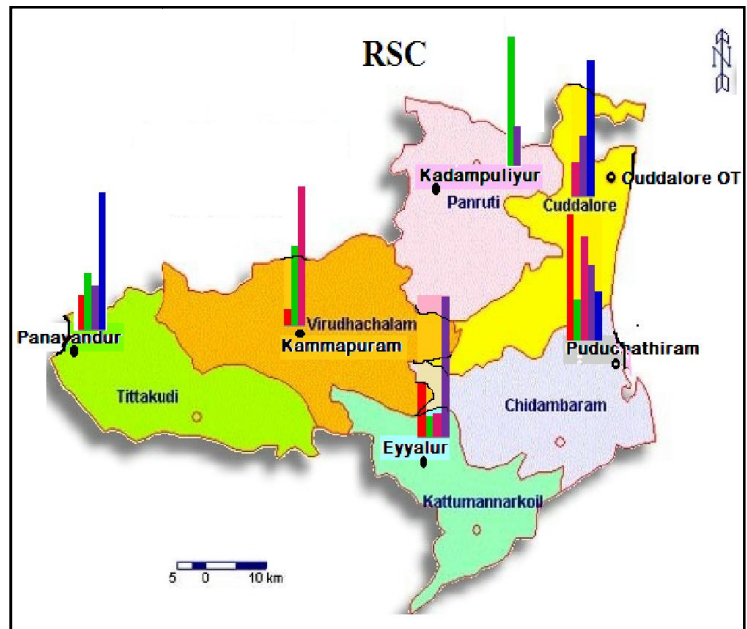 RSC
N
Kadampuliyur
Panruti
Cuddalore OT
Cuddalore
Panayandur
Virudhachalam
Kammapuram
Puduchathiram
Tittakudi
Chidambaram
Eyyalur
Kattumannarkoil
5 0 10 km